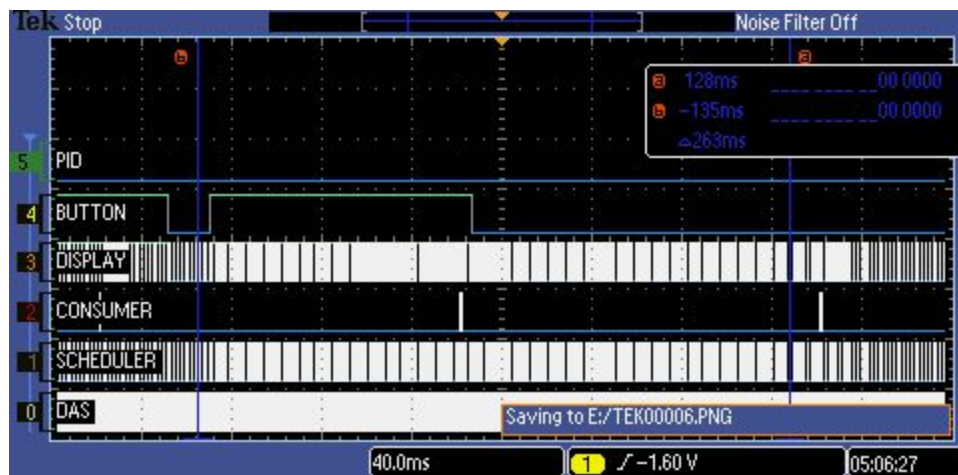 Tek Stop
Noise Filter Off
b
a
a 128ms 00 0000
b -135ms 00 0000
△263ms
5 PID
4 BUTTON
3 DISPLAY
2 CONSUMER
1 SCHEDULER
0 DAS
Saving to E:/TEK00006.PNG
40.0ms
1 -1.60 V
05:06:27